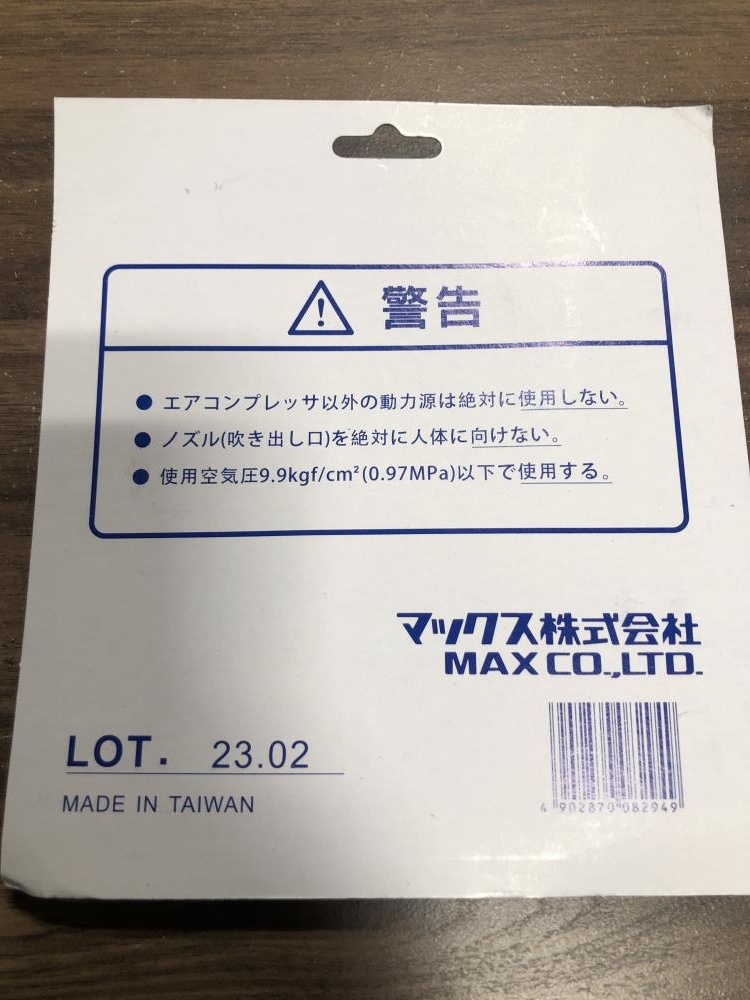 警告
● エアコンプレッサ以外の動力源は絶対に使用しない。
● ノズル(吹き出し口)を絶対に人体に向けない。
● 使用空気圧9.9kgf/cm²(0.97MPa)以下で使用する。
マックス株式会社
MAX CO.,LTD.
LOT. 23.02
MADE IN TAIWAN
4 902870 082949